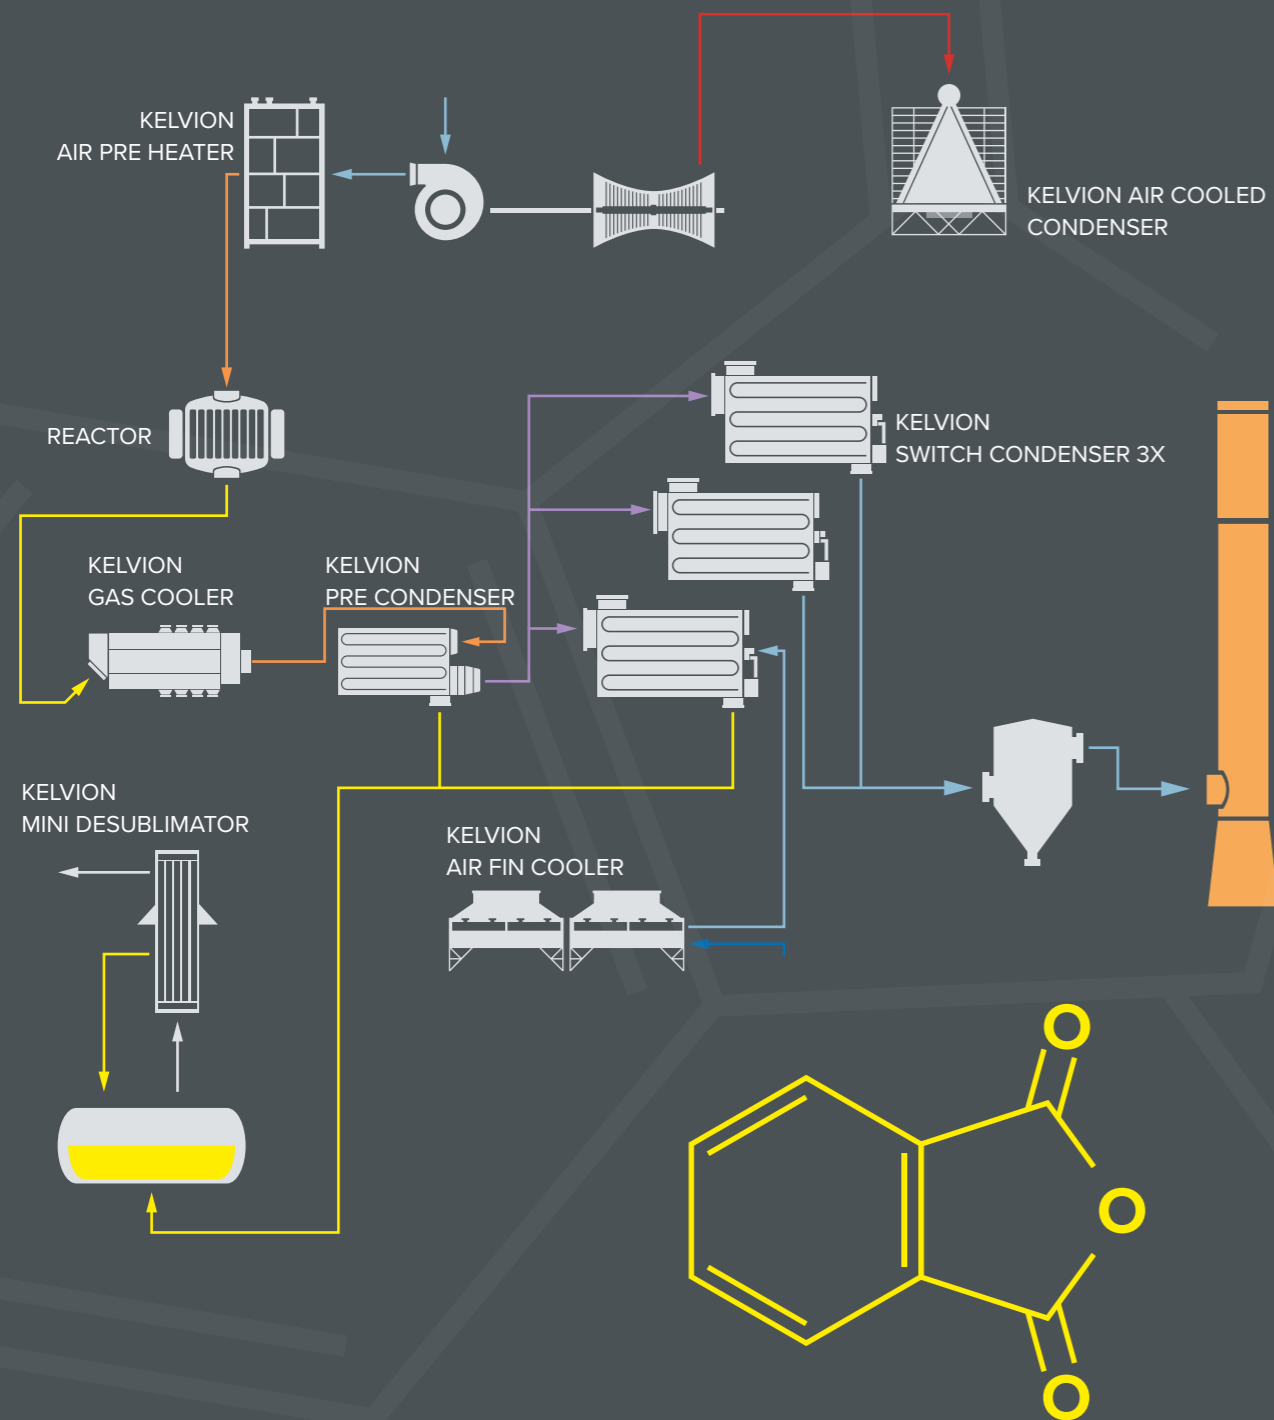 KELVION
AIR PRE HEATER
KELVION AIR COOLED
CONDENSER
REACTOR
KELVION
SWITCH CONDENSER 3X
KELVION
GAS COOLER
KELVION
PRE CONDENSER
KELVION
MINI DESUBLIMATOR
KELVION
AIR FIN COOLER
O
O
O